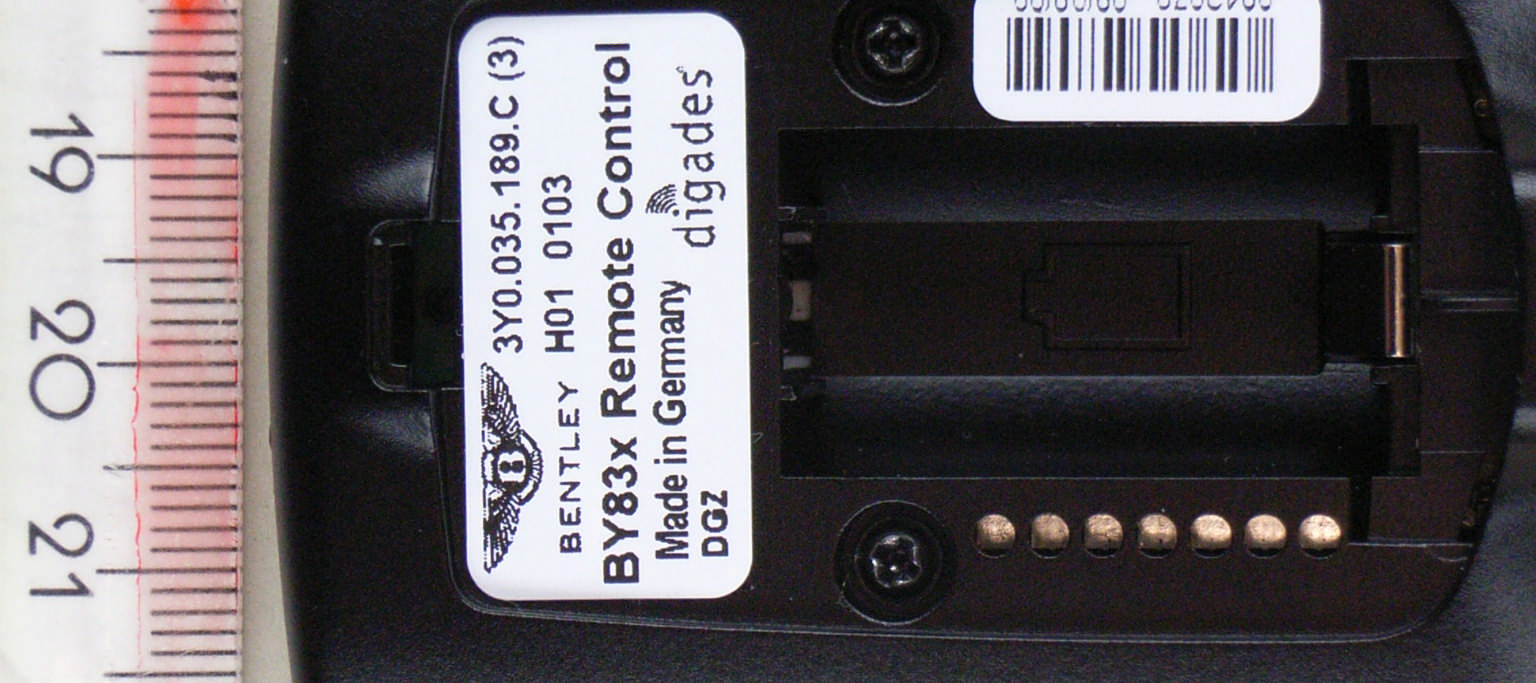 3Y0.035.189.C (3)
BENTLEY H01 0103
BY83x Remote Control
Made in Germany
digades
DGZ
19
20
21